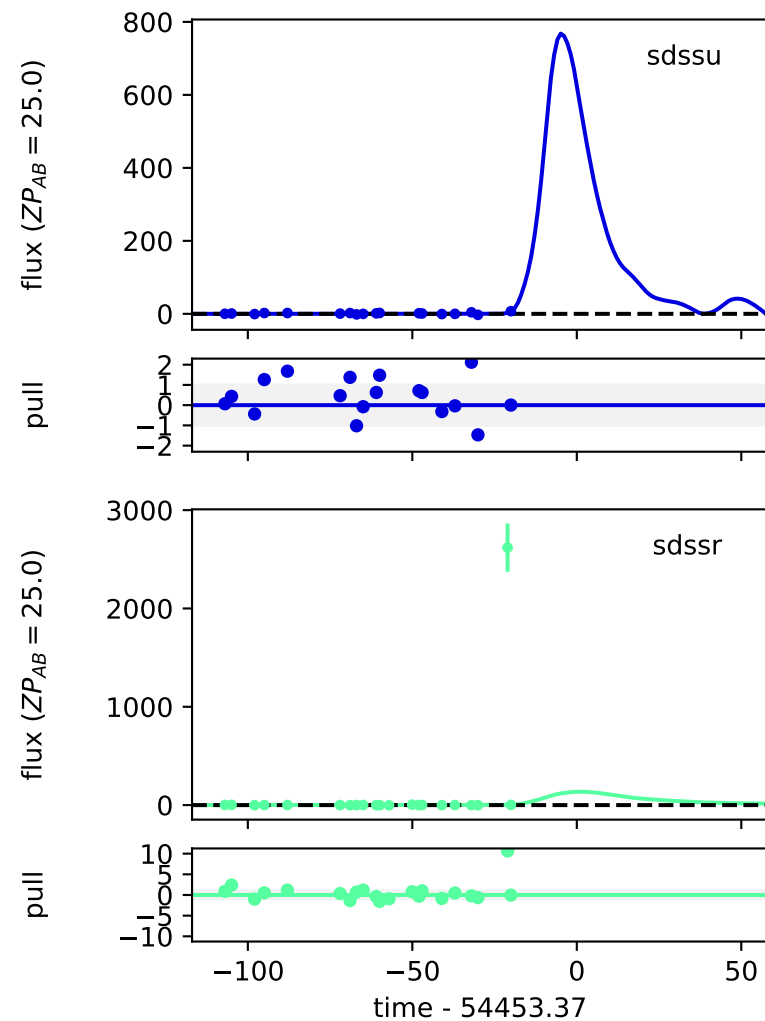 800
600
400
200
0
flux (ZP_AB = 25.0)
sdssu
2
1
0
−1
−2
pull
3000
2000
1000
0
flux (ZP_AB = 25.0)
sdssr
10
5
0
−5
−10
pull
−100 −50 0 50
time - 54453.37